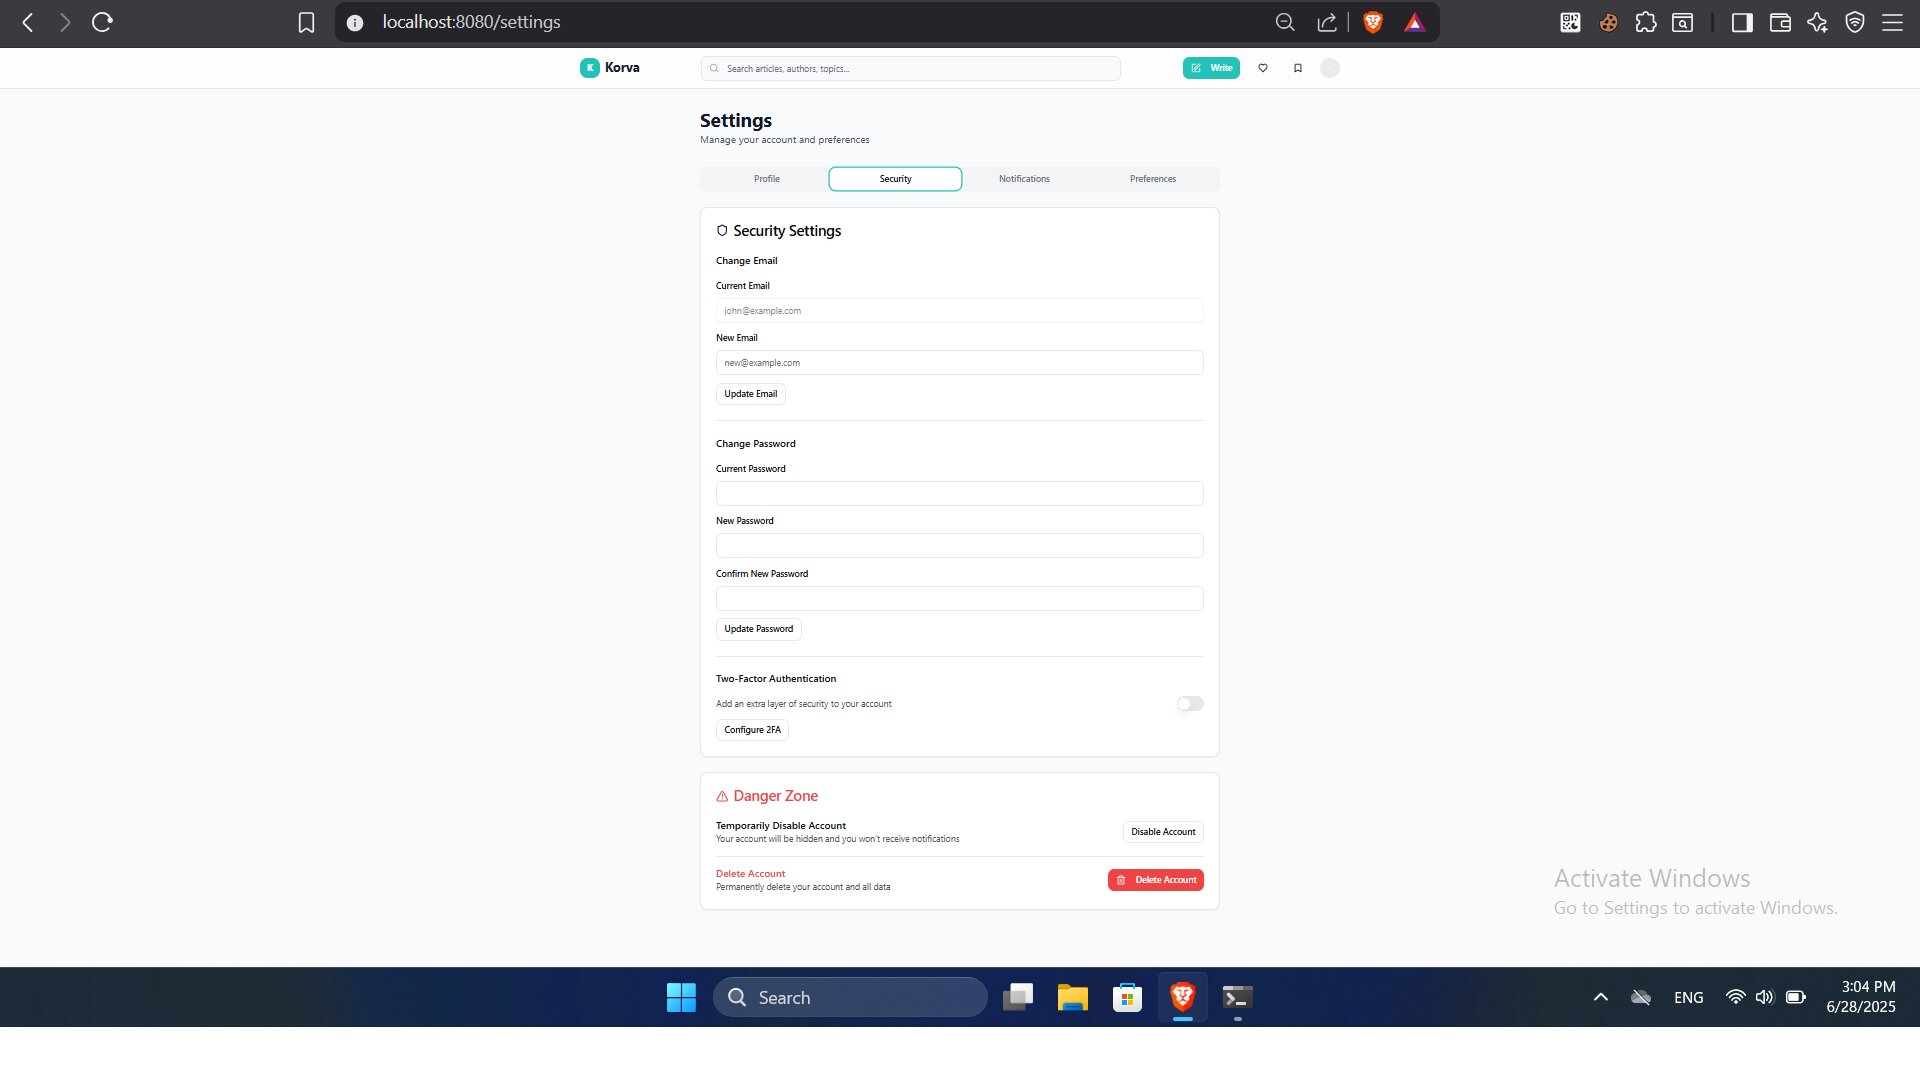 localhost:8080/settings
K Korva
Search articles, authors, topics...
Write
Settings
Manage your account and preferences
Profile
Security
Notifications
Preferences
Security Settings
Change Email
Current Email
john@example.com
New Email
new@example.com
Update Email
Change Password
Current Password
New Password
Confirm New Password
Update Password
Two-Factor Authentication
Add an extra layer of security to your account
Configure 2FA
Danger Zone
Temporarily Disable Account
Your account will be hidden and you won't receive notifications
Disable Account
Delete Account
Permanently delete your account and all data
Delete Account
Activate Windows
Go to Settings to activate Windows.
Search
ENG
3:04 PM
6/28/2025